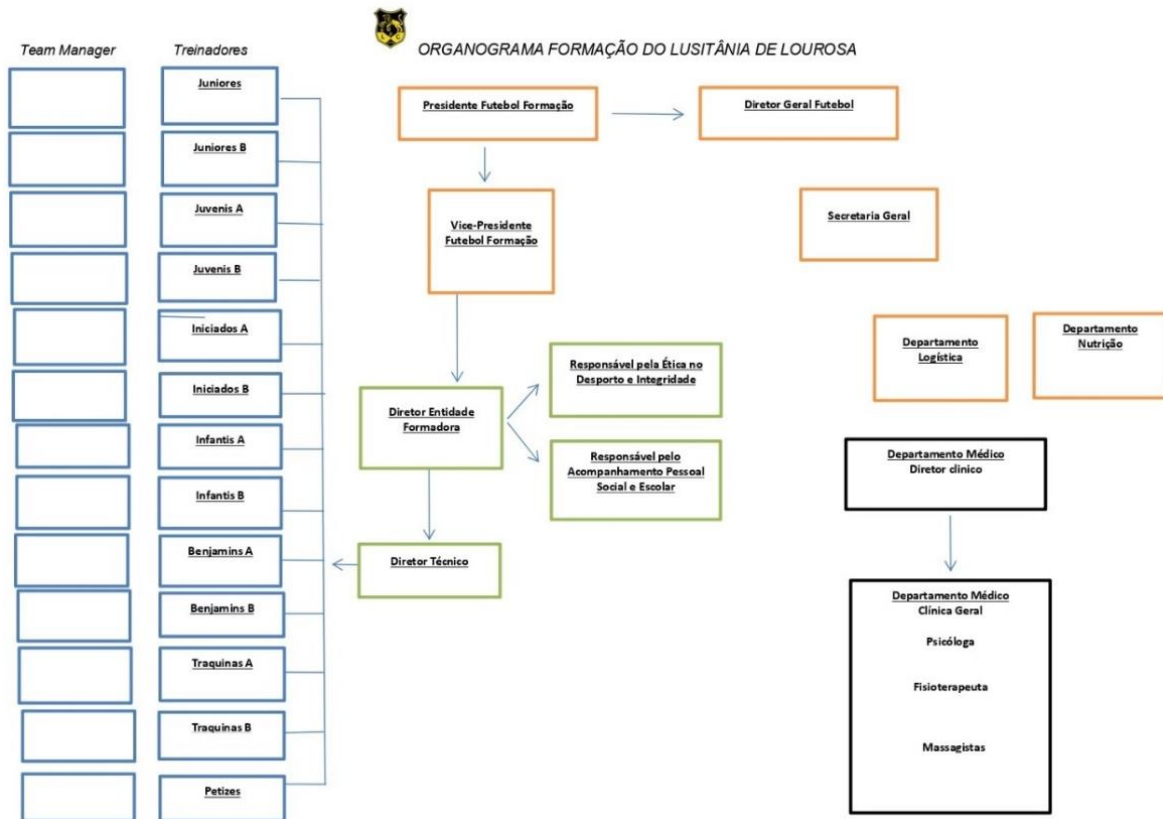 ORGANOGRAMA FORMAÇÃO DO LUSITÂNIA DE LOUROSA
Team Manager
Treinadores
Juniores
Juniores B
Juvenis A
Juvenis B
Iniciados A
Iniciados B
Infantis A
Infantis B
Benjamins A
Benjamins B
Traquinas A
Traquinas B
Petizes
Presidente Futebol Formação
Diretor Geral Futebol
Vice-Presidente
Futebol Formação
Secretaria Geral
Departamento
Logística
Departamento
Nutrição
Diretor Entidade
Formadora
Responsável pela Ética no
Desporto e Integridade
Responsável pelo
Acompanhamento Pessoal
Social e Escolar
Diretor Técnico
Departamento Médico
Diretor clinico
Departamento Médico
Clínica Geral
Psicóloga
Fisioterapeuta
Massagistas